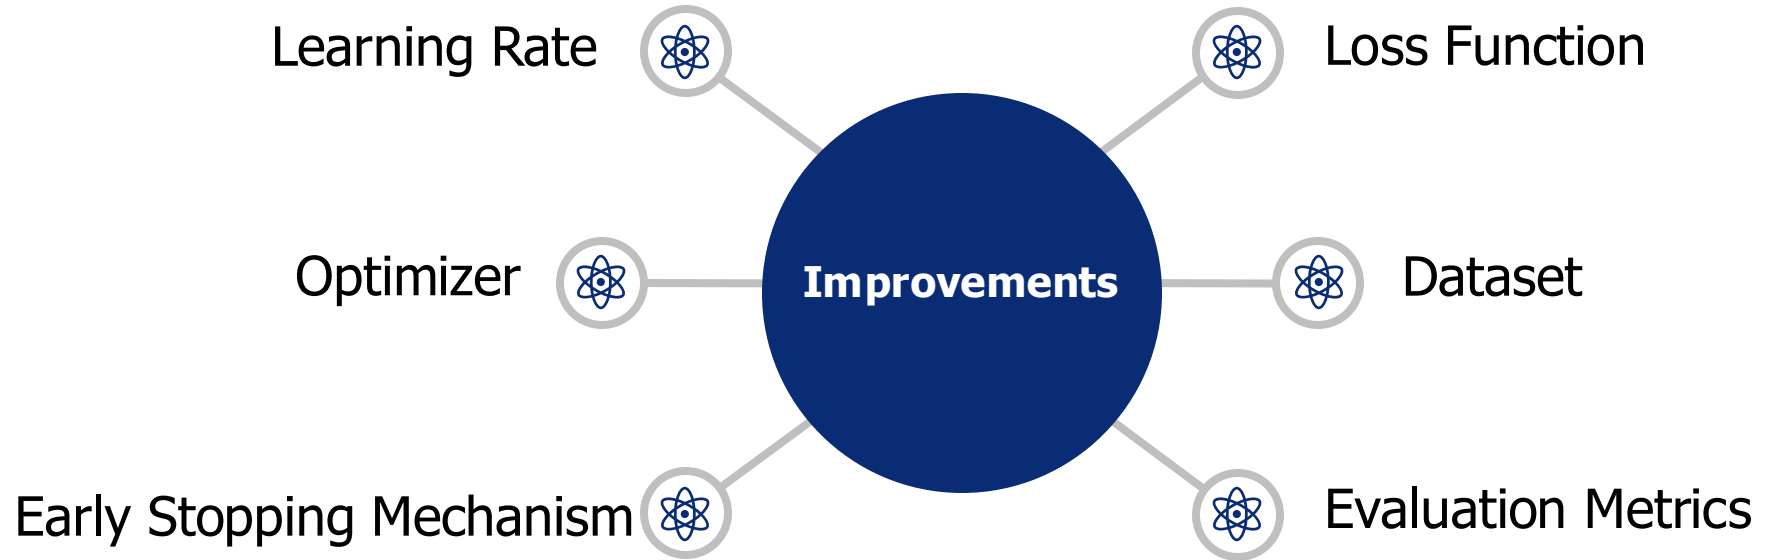 Learning Rate
Loss Function
Optimizer
Improvements
Dataset
Early Stopping Mechanism
Evaluation Metrics